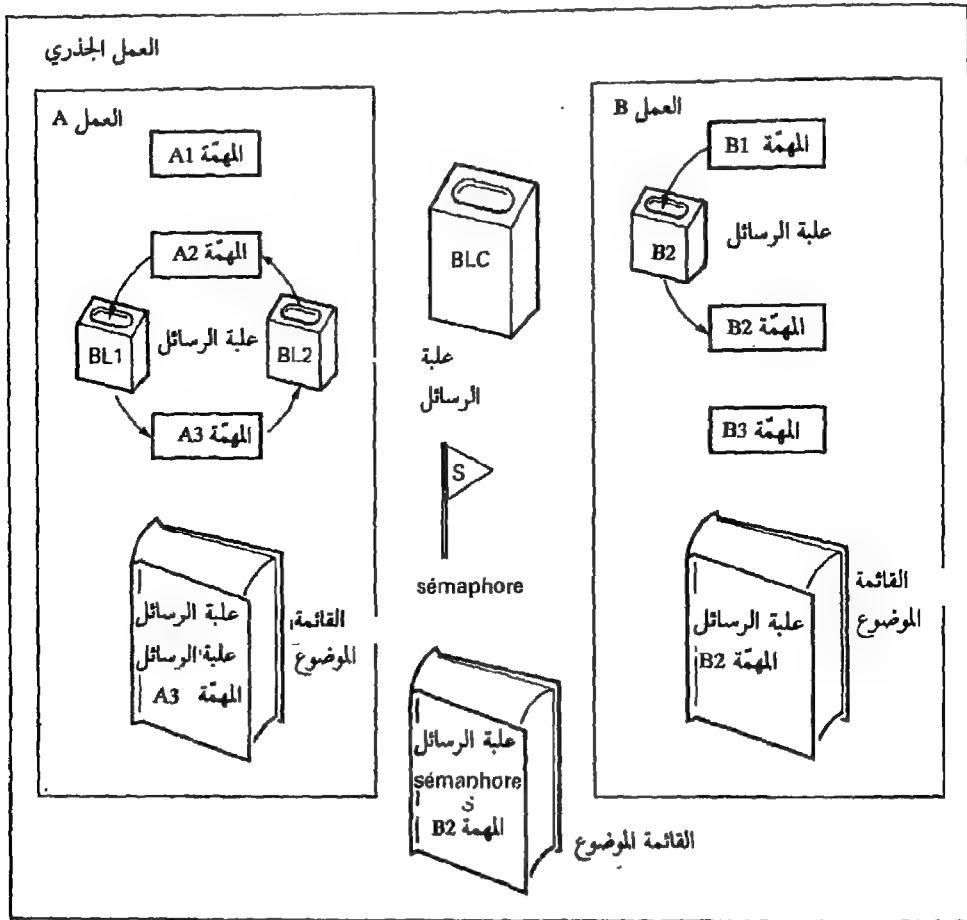 العمل الجذري
العمل A
المهمّة A1
المهمّة A2
BL1
علبة الرسائل
BL2
المهمّة A3
علبة الرسائل
علبة الرسائل
المهمّة A3
القائمة
الموضوع
BLC
علبة
الرسائل
S
sémaphore
علبة الرسائل
sémaphore
S
المهمة B2
القائمة الموضوع
العمل B
المهمّة B1
B2
علبة الرسائل
المهمّة B2
المهمّة B3
علبة الرسائل
المهمّة B2
القائمة
الموضوع